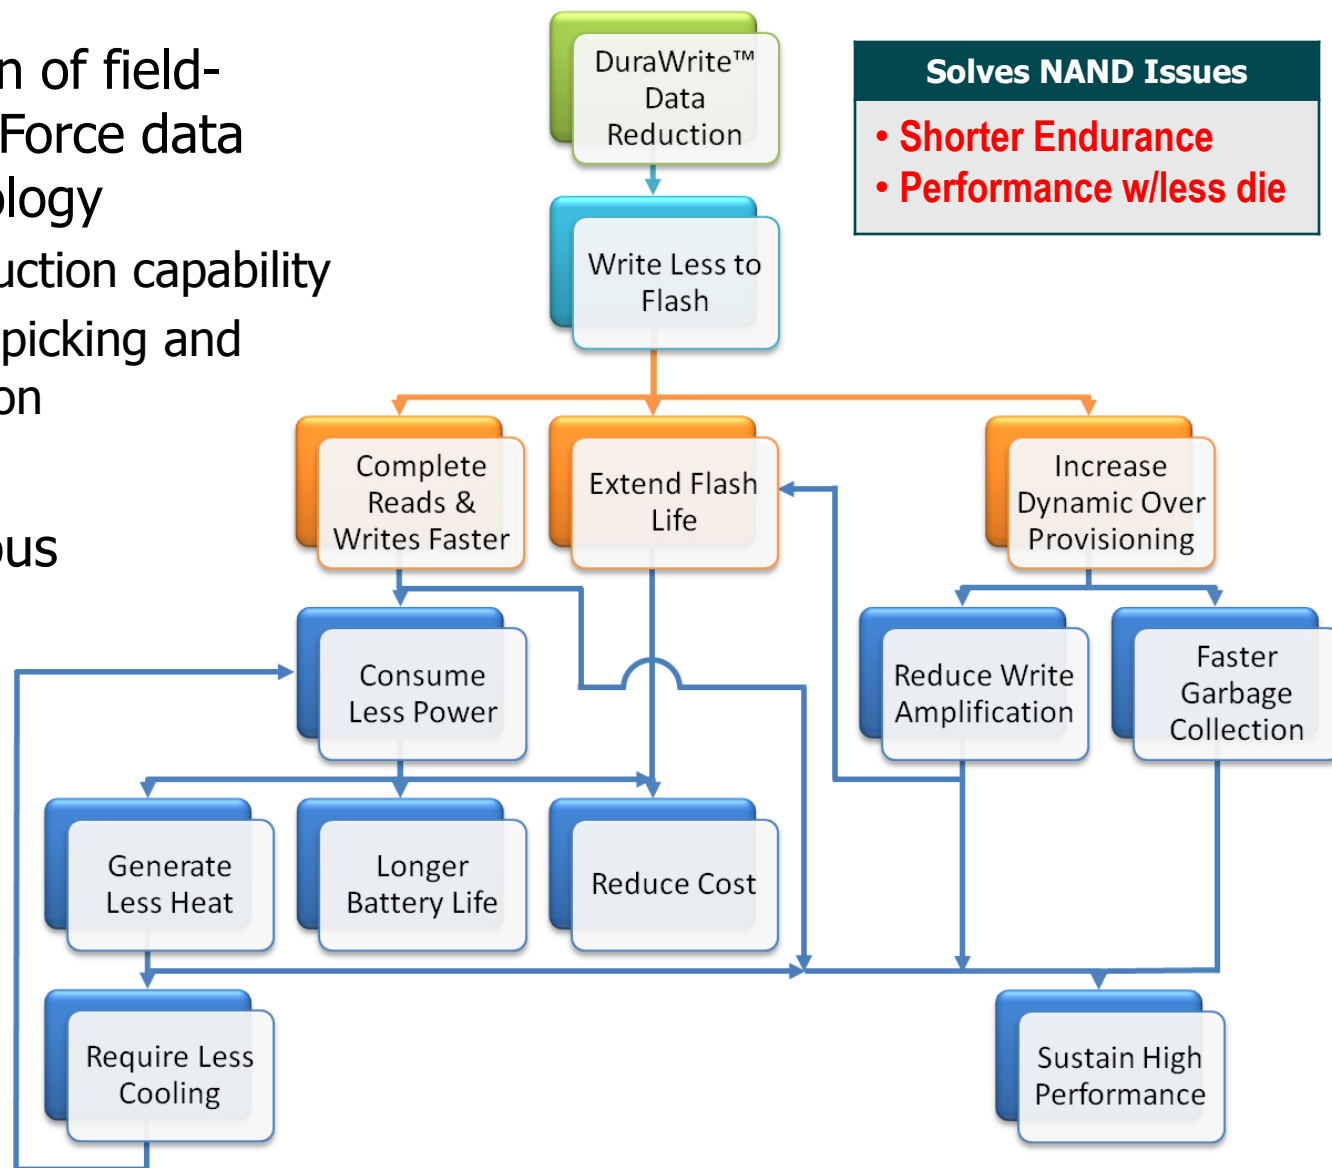 n of field-
Force data
ology
uction capability
picking and
on
ous
DuraWrite™
Data
Reduction
Solves NAND Issues
• Shorter Endurance
• Performance w/less die
Write Less to
Flash
Complete
Reads &
Writes Faster
Extend Flash
Life
Increase
Dynamic Over
Provisioning
Consume
Less Power
Reduce Write
Amplification
Faster
Garbage
Collection
Generate
Less Heat
Longer
Battery Life
Reduce Cost
Require Less
Cooling
Sustain High
Performance